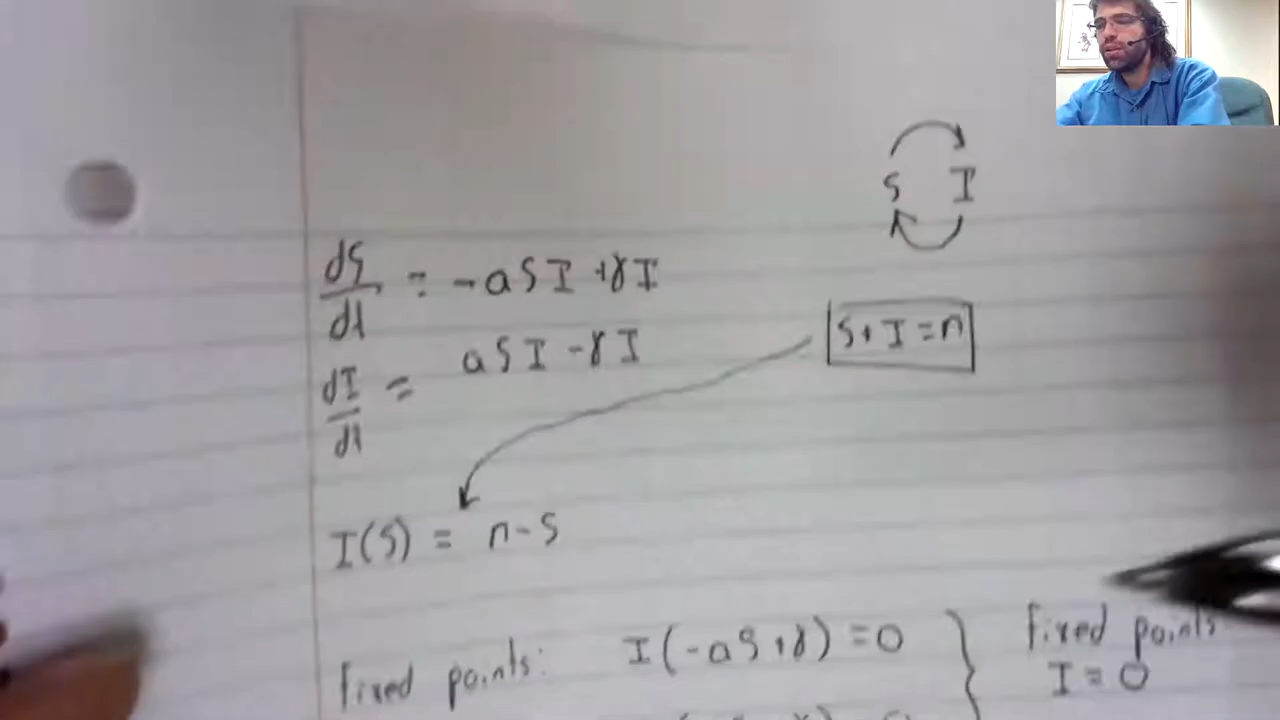 S I
dS/dt = -aSI + γI
S + I = n
dI/dt = aSI - γI
I(S) = n - S
fixed points: I(-aS+γ) = 0
fixed points
I = 0